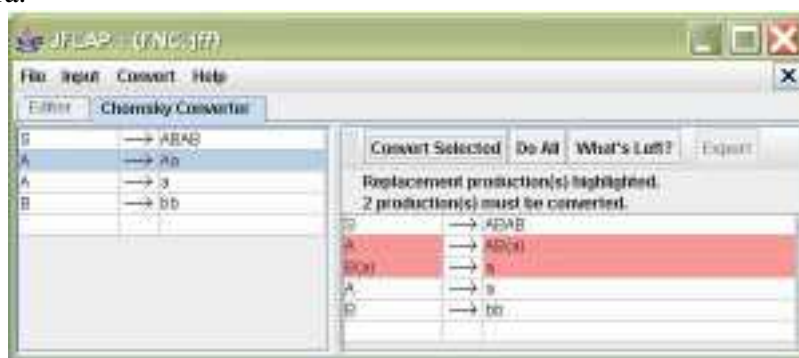 JFLAP : (FNC.jff)
File Input Convert Help
Editor Chomsky Converter
S → ABAB
A → Aa
A → a
B → bb
Convert Selected Do All What's Left? Export
Replacement production(s) highlighted.
2 production(s) must be converted.
S → ABAB
A → AB(a)
B(a) → a
A → a
B → bb